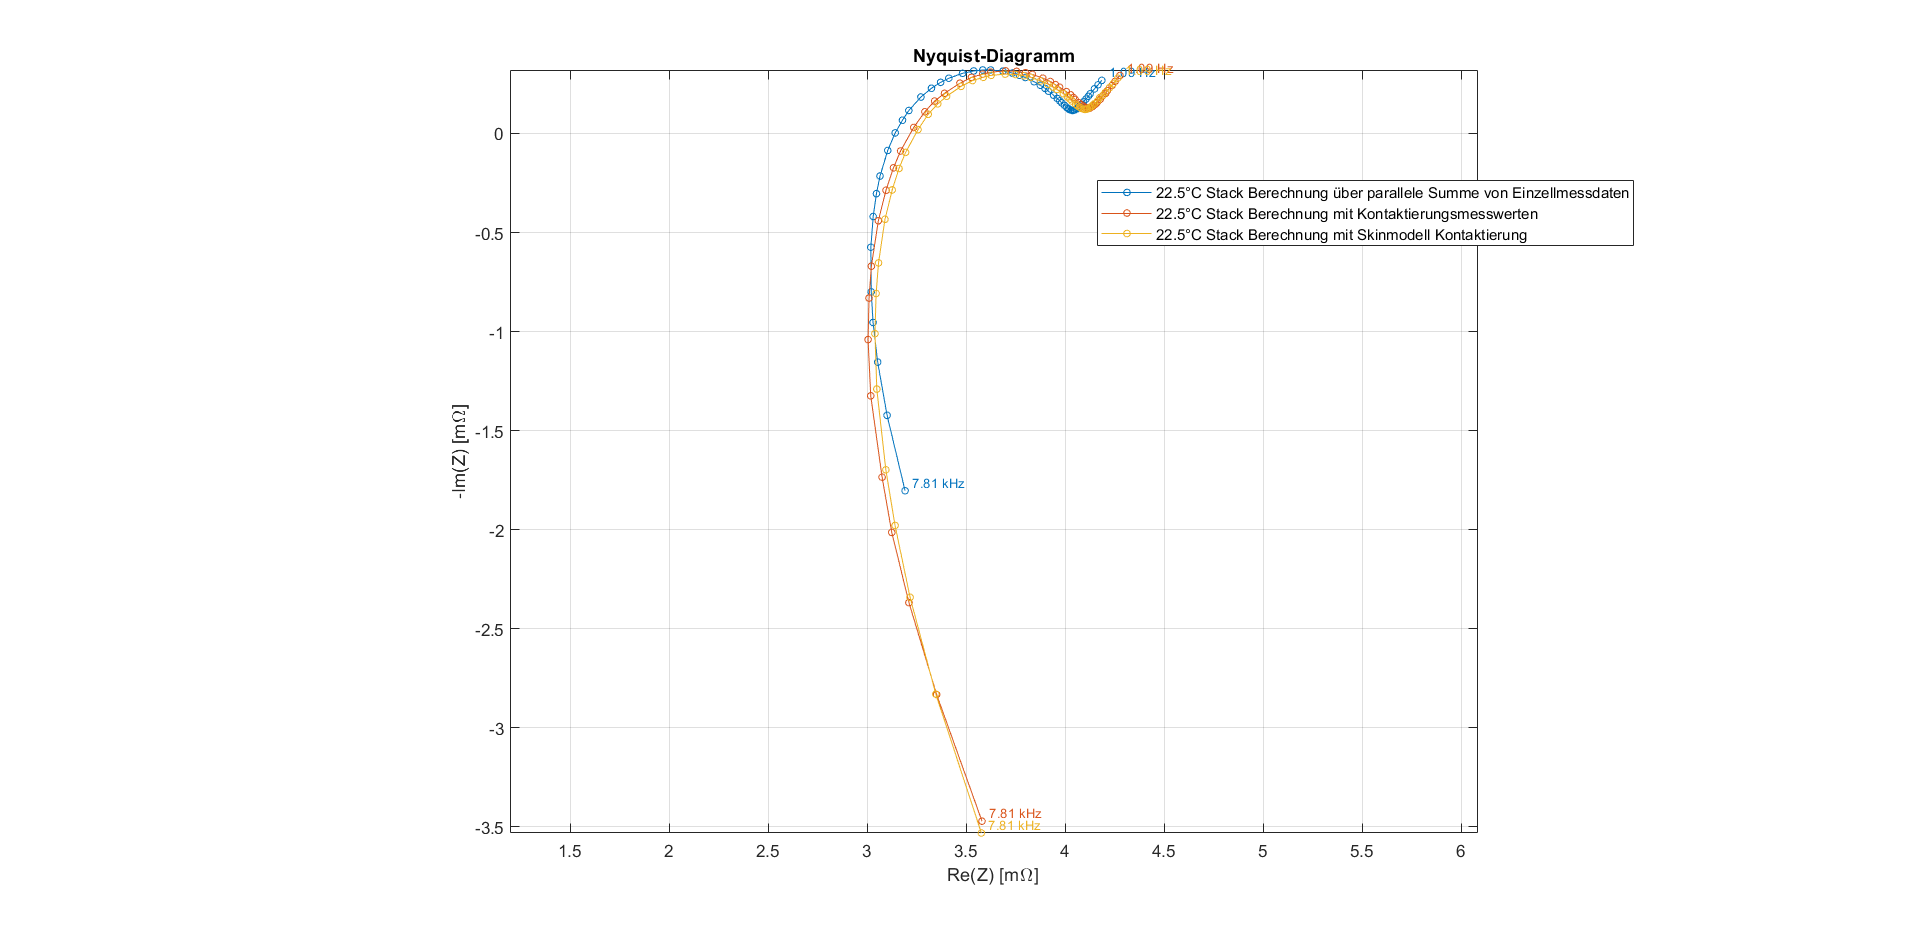 Nyquist-Diagramm
-Im(Z) [mΩ]
0
-0.5
-1
-1.5
-2
-2.5
-3
-3.5
1.5
2
2.5
3
3.5
4
4.5
5
5.5
6
Re(Z) [mΩ]
22.5°C Stack Berechnung über parallele Summe von Einzellmessdaten
22.5°C Stack Berechnung mit Kontaktierungsmesswerten
22.5°C Stack Berechnung mit Skinmodell Kontaktierung
7.81 kHz
7.81 kHz
7.81 kHz